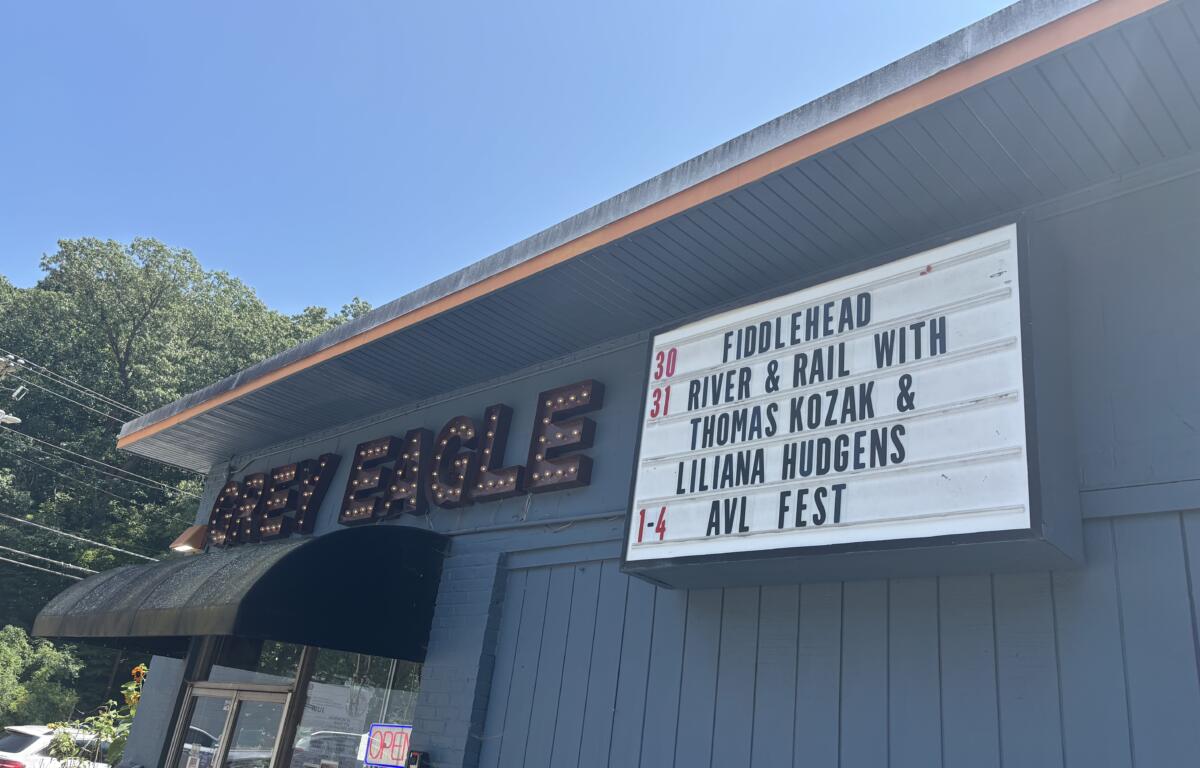 GREY EAGLE
30 FIDDLEHEAD
31 RIVER & RAIL WITH
THOMAS KOZAK &
LILIANA HUDGENS
1-4 AVL FEST
OPEN